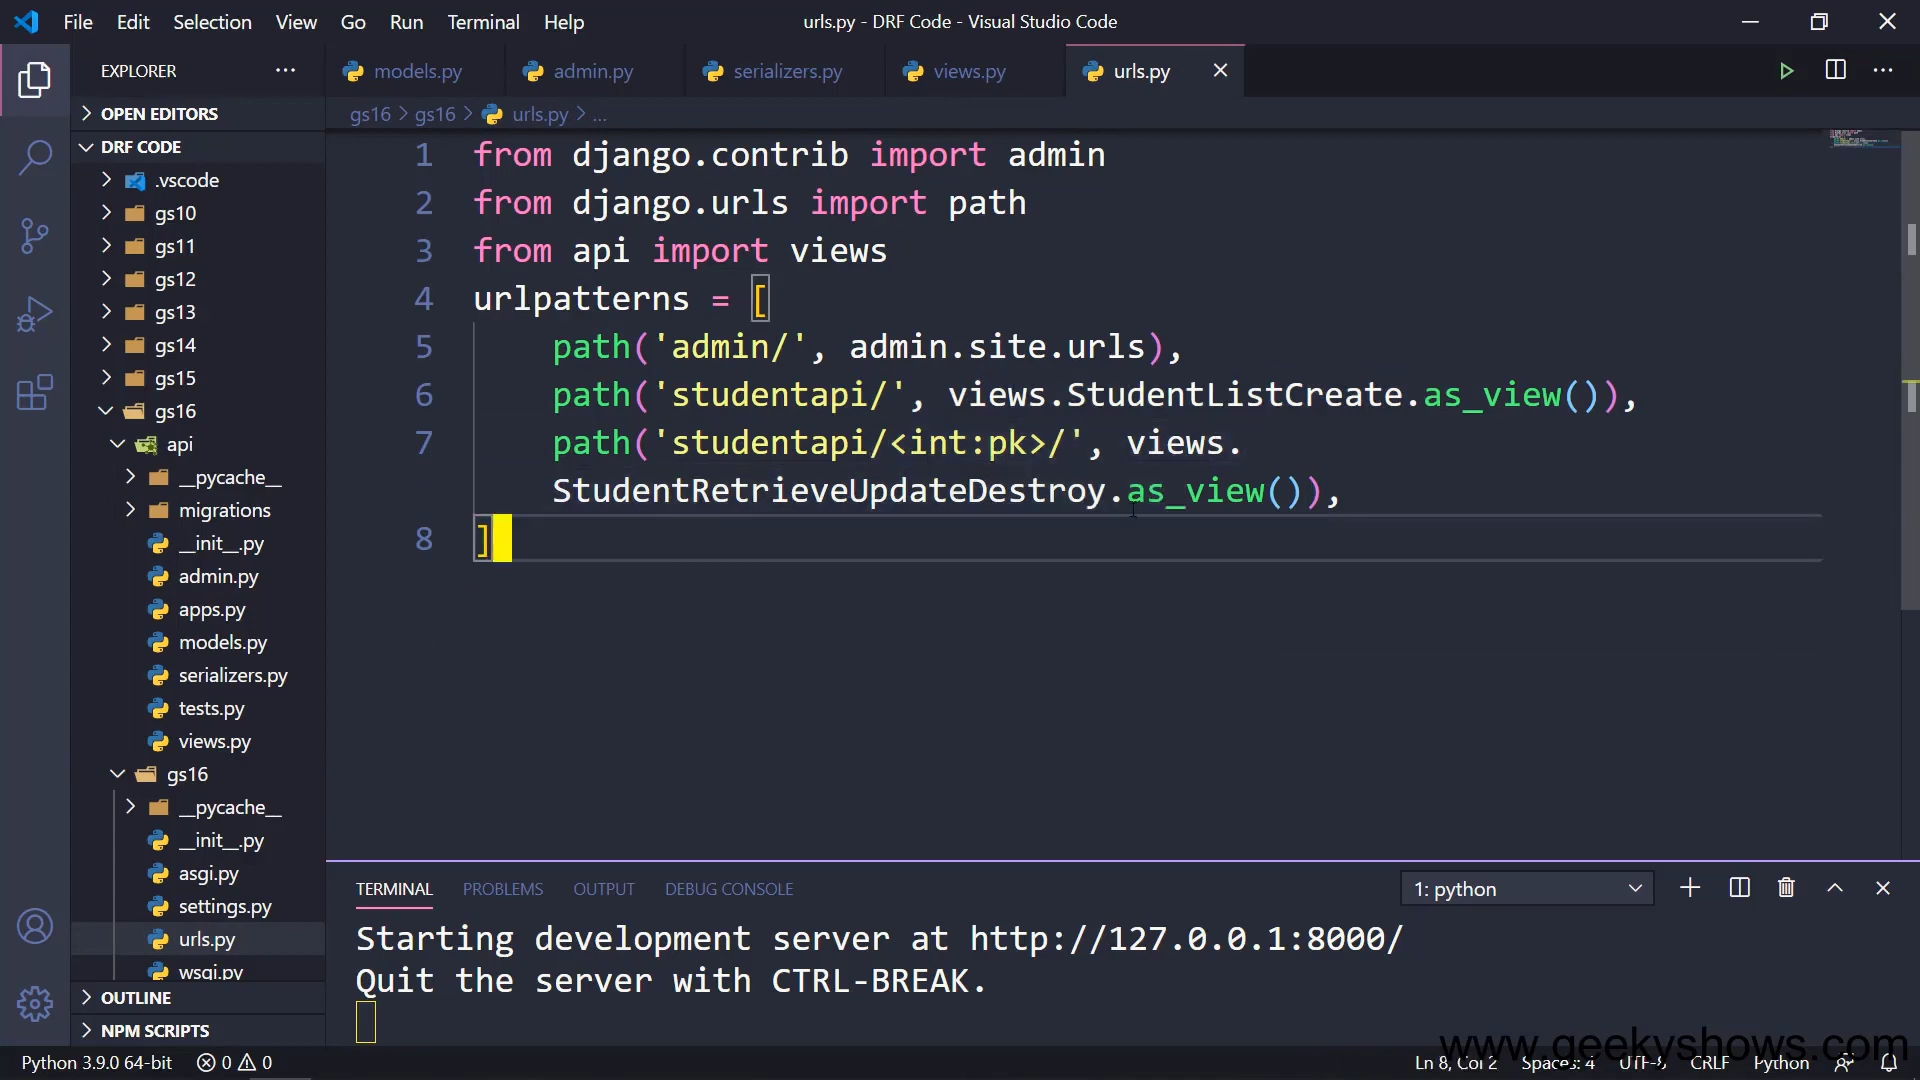 File Edit Selection View Go Run Terminal Help
urls.py - DRF Code - Visual Studio Code
EXPLORER
models.py admin.py serializers.py views.py urls.py
OPEN EDITORS
gs16 > gs16 > urls.py > ...
DRF CODE
.vscode
gs10
gs11
gs12
gs13
gs14
gs15
gs16
api
__pycache__
migrations
__init__.py
admin.py
apps.py
models.py
serializers.py
tests.py
views.py
gs16
__pycache__
__init__.py
asgi.py
settings.py
urls.py
wsgi.py
OUTLINE
NPM SCRIPTS
1 from django.contrib import admin
2 from django.urls import path
3 from api import views
4 urlpatterns = [
5 path('admin/', admin.site.urls),
6 path('studentapi/', views.StudentListCreate.as_view()),
7 path('studentapi/<int:pk>/', views.
StudentRetrieveUpdateDestroy.as_view()),
8 ]
TERMINAL PROBLEMS OUTPUT DEBUG CONSOLE
1: python
Starting development server at http://127.0.0.1:8000/
Quit the server with CTRL-BREAK.
www.geekyshows.com
Python 3.9.0 64-bit 0 0
Ln 8, Col 2 Spaces: 4 UTF-8 CRLF Python